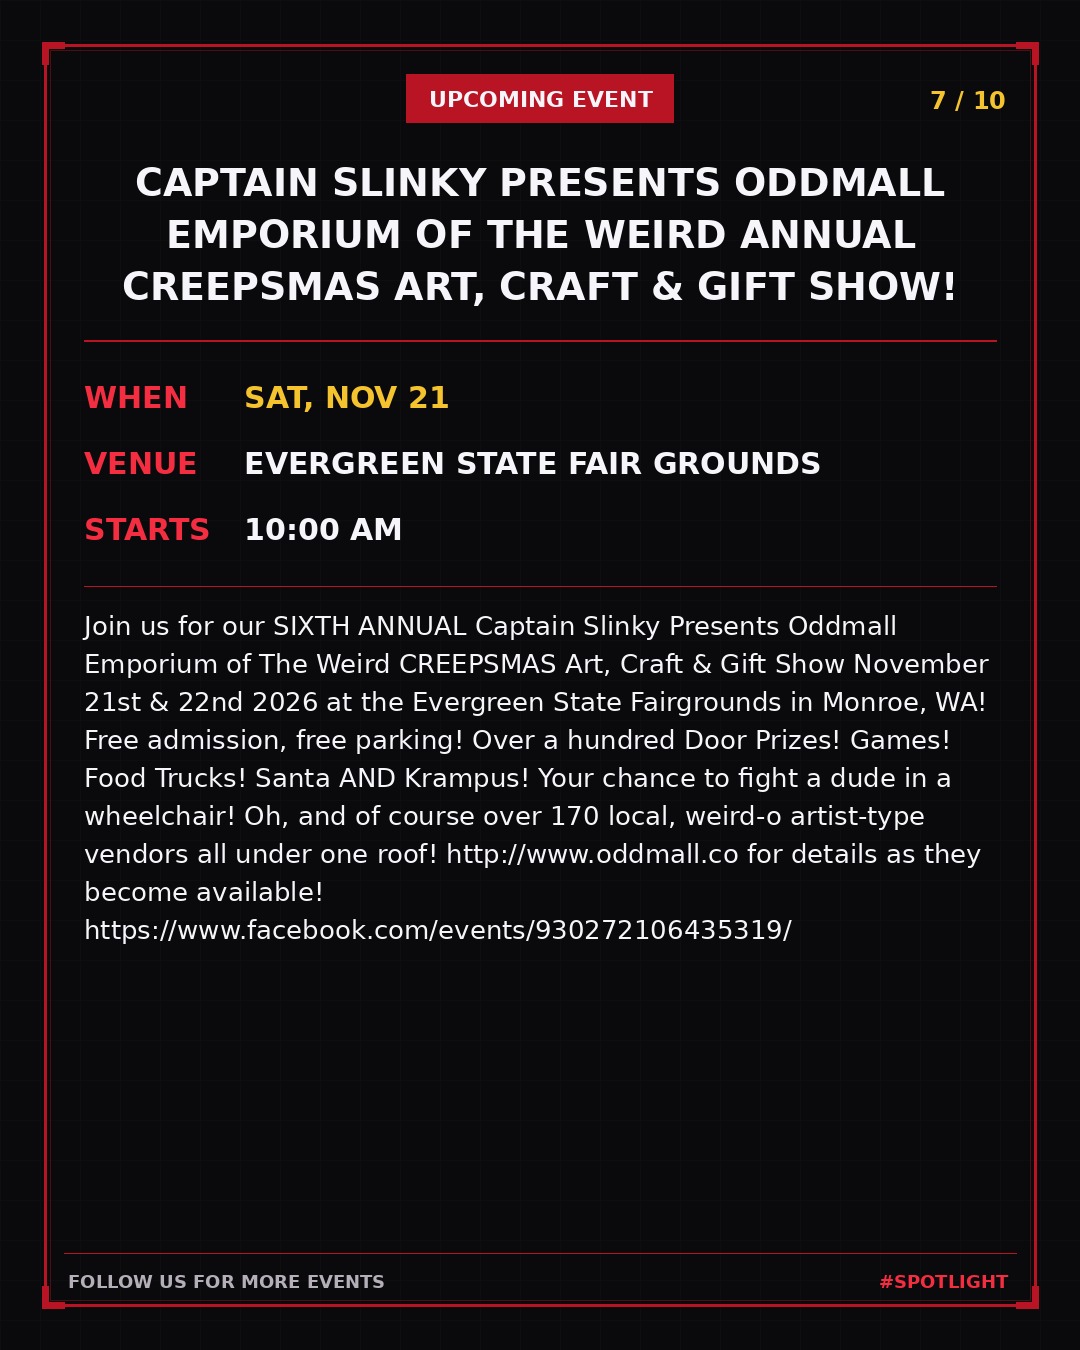 UPCOMING EVENT
7 / 10
CAPTAIN SLINKY PRESENTS ODDMALL
EMPORIUM OF THE WEIRD ANNUAL
CREEPSMAS ART, CRAFT & GIFT SHOW!
WHEN SAT, NOV 21
VENUE EVERGREEN STATE FAIR GROUNDS
STARTS 10:00 AM
Join us for our SIXTH ANNUAL Captain Slinky Presents Oddmall
Emporium of The Weird CREEPSMAS Art, Craft & Gift Show November
21st & 22nd 2026 at the Evergreen State Fairgrounds in Monroe, WA!
Free admission, free parking! Over a hundred Door Prizes! Games!
Food Trucks! Santa AND Krampus! Your chance to fight a dude in a
wheelchair! Oh, and of course over 170 local, weird-o artist-type
vendors all under one roof! http://www.oddmall.co for details as they
become available!
https://www.facebook.com/events/930272106435319/
FOLLOW US FOR MORE EVENTS
#SPOTLIGHT